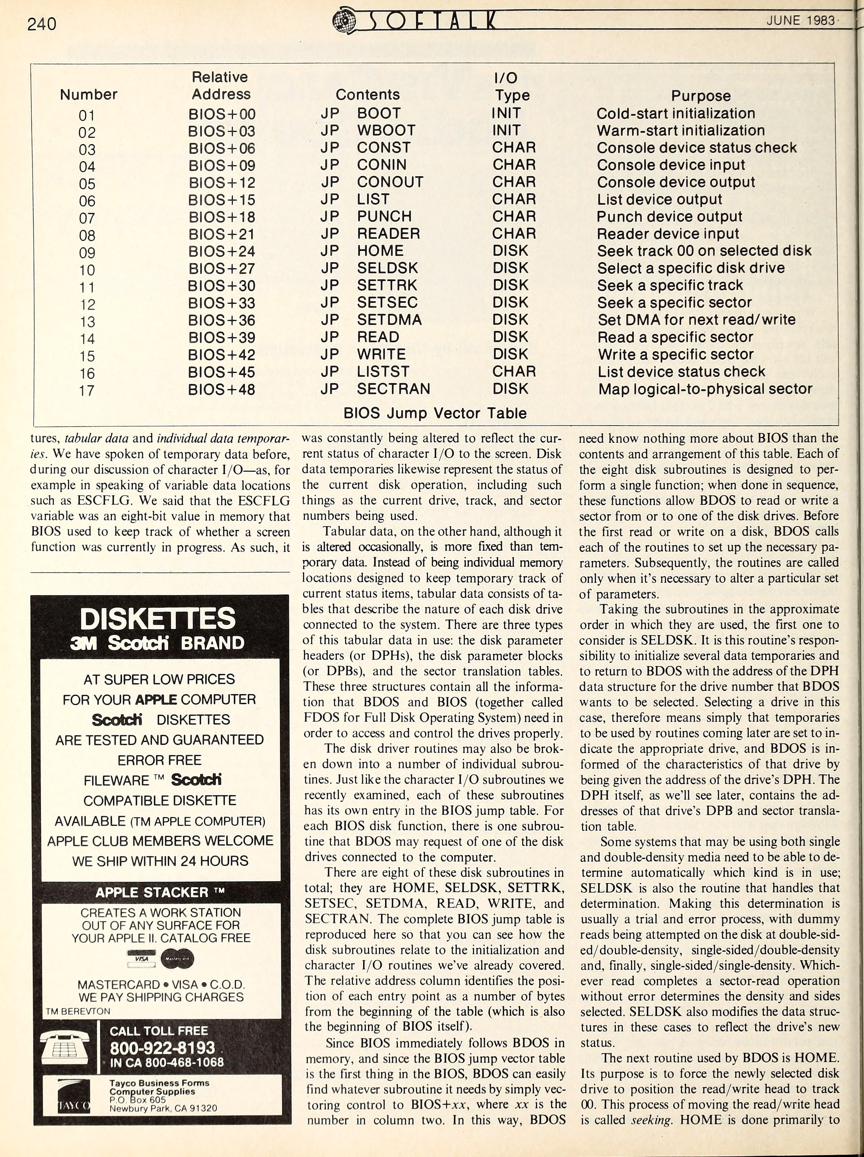 240
SOFTALK
JUNE 1983
Relative I/O
Number Address Contents Type Purpose
01 BIOS+00 JP BOOT INIT Cold-start initialization
02 BIOS+03 JP WBOOT INIT Warm-start initialization
03 BIOS+06 JP CONST CHAR Console device status check
04 BIOS+09 JP CONIN CHAR Console device input
05 BIOS+12 JP CONOUT CHAR Console device output
06 BIOS+15 JP LIST CHAR List device output
07 BIOS+18 JP PUNCH CHAR Punch device output
08 BIOS+21 JP READER CHAR Reader device input
09 BIOS+24 JP HOME DISK Seek track 00 on selected disk
10 BIOS+27 JP SELDSK DISK Select a specific disk drive
11 BIOS+30 JP SETTRK DISK Seek a specific track
12 BIOS+33 JP SETSEC DISK Seek a specific sector
13 BIOS+36 JP SETDMA DISK Set DMA for next read/write
14 BIOS+39 JP READ DISK Read a specific sector
15 BIOS+42 JP WRITE DISK Write a specific sector
16 BIOS+45 JP LISTST CHAR List device status check
17 BIOS+48 JP SECTRAN DISK Map logical-to-physical sector
BIOS Jump Vector Table
tures, tabular data and individual data temporar-
ies. We have spoken of temporary data before,
during our discussion of character I/O—as, for
example in speaking of variable data locations
such as ESCFLG. We said that the ESCFLG
variable was an eight-bit value in memory that
BIOS used to keep track of whether a screen
function was currently in progress. As such, it
DISKETTES
3M Scotch BRAND
AT SUPER LOW PRICES
FOR YOUR APPLE COMPUTER
Scotch DISKETTES
ARE TESTED AND GUARANTEED
ERROR FREE
FILEWARE ™ Scotch
COMPATIBLE DISKETTE
AVAILABLE (TM APPLE COMPUTER)
APPLE CLUB MEMBERS WELCOME
WE SHIP WITHIN 24 HOURS
APPLE STACKER ™
CREATES A WORK STATION
OUT OF ANY SURFACE FOR
YOUR APPLE II. CATALOG FREE
VISA
MASTERCARD • VISA • C.O.D.
WE PAY SHIPPING CHARGES
TM BEREVTON
CALL TOLL FREE
800-922-8193
IN CA 800-468-1068
TAYCO
Tayco Business Forms
Computer Supplies
P.O. Box 605
Newbury Park, CA 91320
was constantly being altered to reflect the cur-
rent status of character I/O to the screen. Disk
data temporaries likewise represent the status of
the current disk operation, including such
things as the current drive, track, and sector
numbers being used.
Tabular data, on the other hand, although it
is altered occasionally, is more fixed than tem-
porary data. Instead of being individual memory
locations designed to keep temporary track of
current status items, tabular data consists of ta-
bles that describe the nature of each disk drive
connected to the system. There are three types
of this tabular data in use: the disk parameter
headers (or DPHs), the disk parameter blocks
(or DPBs), and the sector translation tables.
These three structures contain all the informa-
tion that BDOS and BIOS (together called
FDOS for Full Disk Operating System) need in
order to access and control the drives properly.
The disk driver routines may also be brok-
en down into a number of individual subrou-
tines. Just like the character I/O subroutines we
recently examined, each of these subroutines
has its own entry in the BIOS jump table. For
each BIOS disk function, there is one subrou-
tine that BDOS may request of one of the disk
drives connected to the computer.
There are eight of these disk subroutines in
total; they are HOME, SELDSK, SETTRK,
SETSEC, SETDMA, READ, WRITE, and
SECTRAN. The complete BIOS jump table is
reproduced here so that you can see how the
disk subroutines relate to the initialization and
character I/O routines we've already covered.
The relative address column identifies the posi-
tion of each entry point as a number of bytes
from the beginning of the table (which is also
the beginning of BIOS itself).
Since BIOS immediately follows BDOS in
memory, and since the BIOS jump vector table
is the first thing in the BIOS, BDOS can easily
find whatever subroutine it needs by simply vec-
toring control to BIOS+xx, where xx is the
number in column two. In this way, BDOS
need know nothing more about BIOS than the
contents and arrangement of this table. Each of
the eight disk subroutines is designed to per-
form a single function; when done in sequence,
these functions allow BDOS to read or write a
sector from or to one of the disk drives. Before
the first read or write on a disk, BDOS calls
each of the routines to set up the necessary pa-
rameters. Subsequently, the routines are called
only when it's necessary to alter a particular set
of parameters.
Taking the subroutines in the approximate
order in which they are used, the first one to
consider is SELDSK. It is this routine's respon-
sibility to initialize several data temporaries and
to return to BDOS with the address of the DPH
data structure for the drive number that BDOS
wants to be selected. Selecting a drive in this
case, therefore means simply that temporaries
to be used by routines coming later are set to in-
dicate the appropriate drive, and BDOS is in-
formed of the characteristics of that drive by
being given the address of the drive's DPH. The
DPH itself, as we'll see later, contains the ad-
dresses of that drive's DPB and sector transla-
tion table.
Some systems that may be using both single
and double-density media need to be able to de-
termine automatically which kind is in use;
SELDSK is also the routine that handles that
determination. Making this determination is
usually a trial and error process, with dummy
reads being attempted on the disk at double-sid-
ed/double-density, single-sided/double-density
and, finally, single-sided/single-density. Which-
ever read completes a sector-read operation
without error determines the density and sides
selected. SELDSK also modifies the data struc-
tures in these cases to reflect the drive's new
status.
The next routine used by BDOS is HOME.
Its purpose is to force the newly selected disk
drive to position the read/write head to track
00. This process of moving the read/write head
is called seeking. HOME is done primarily to